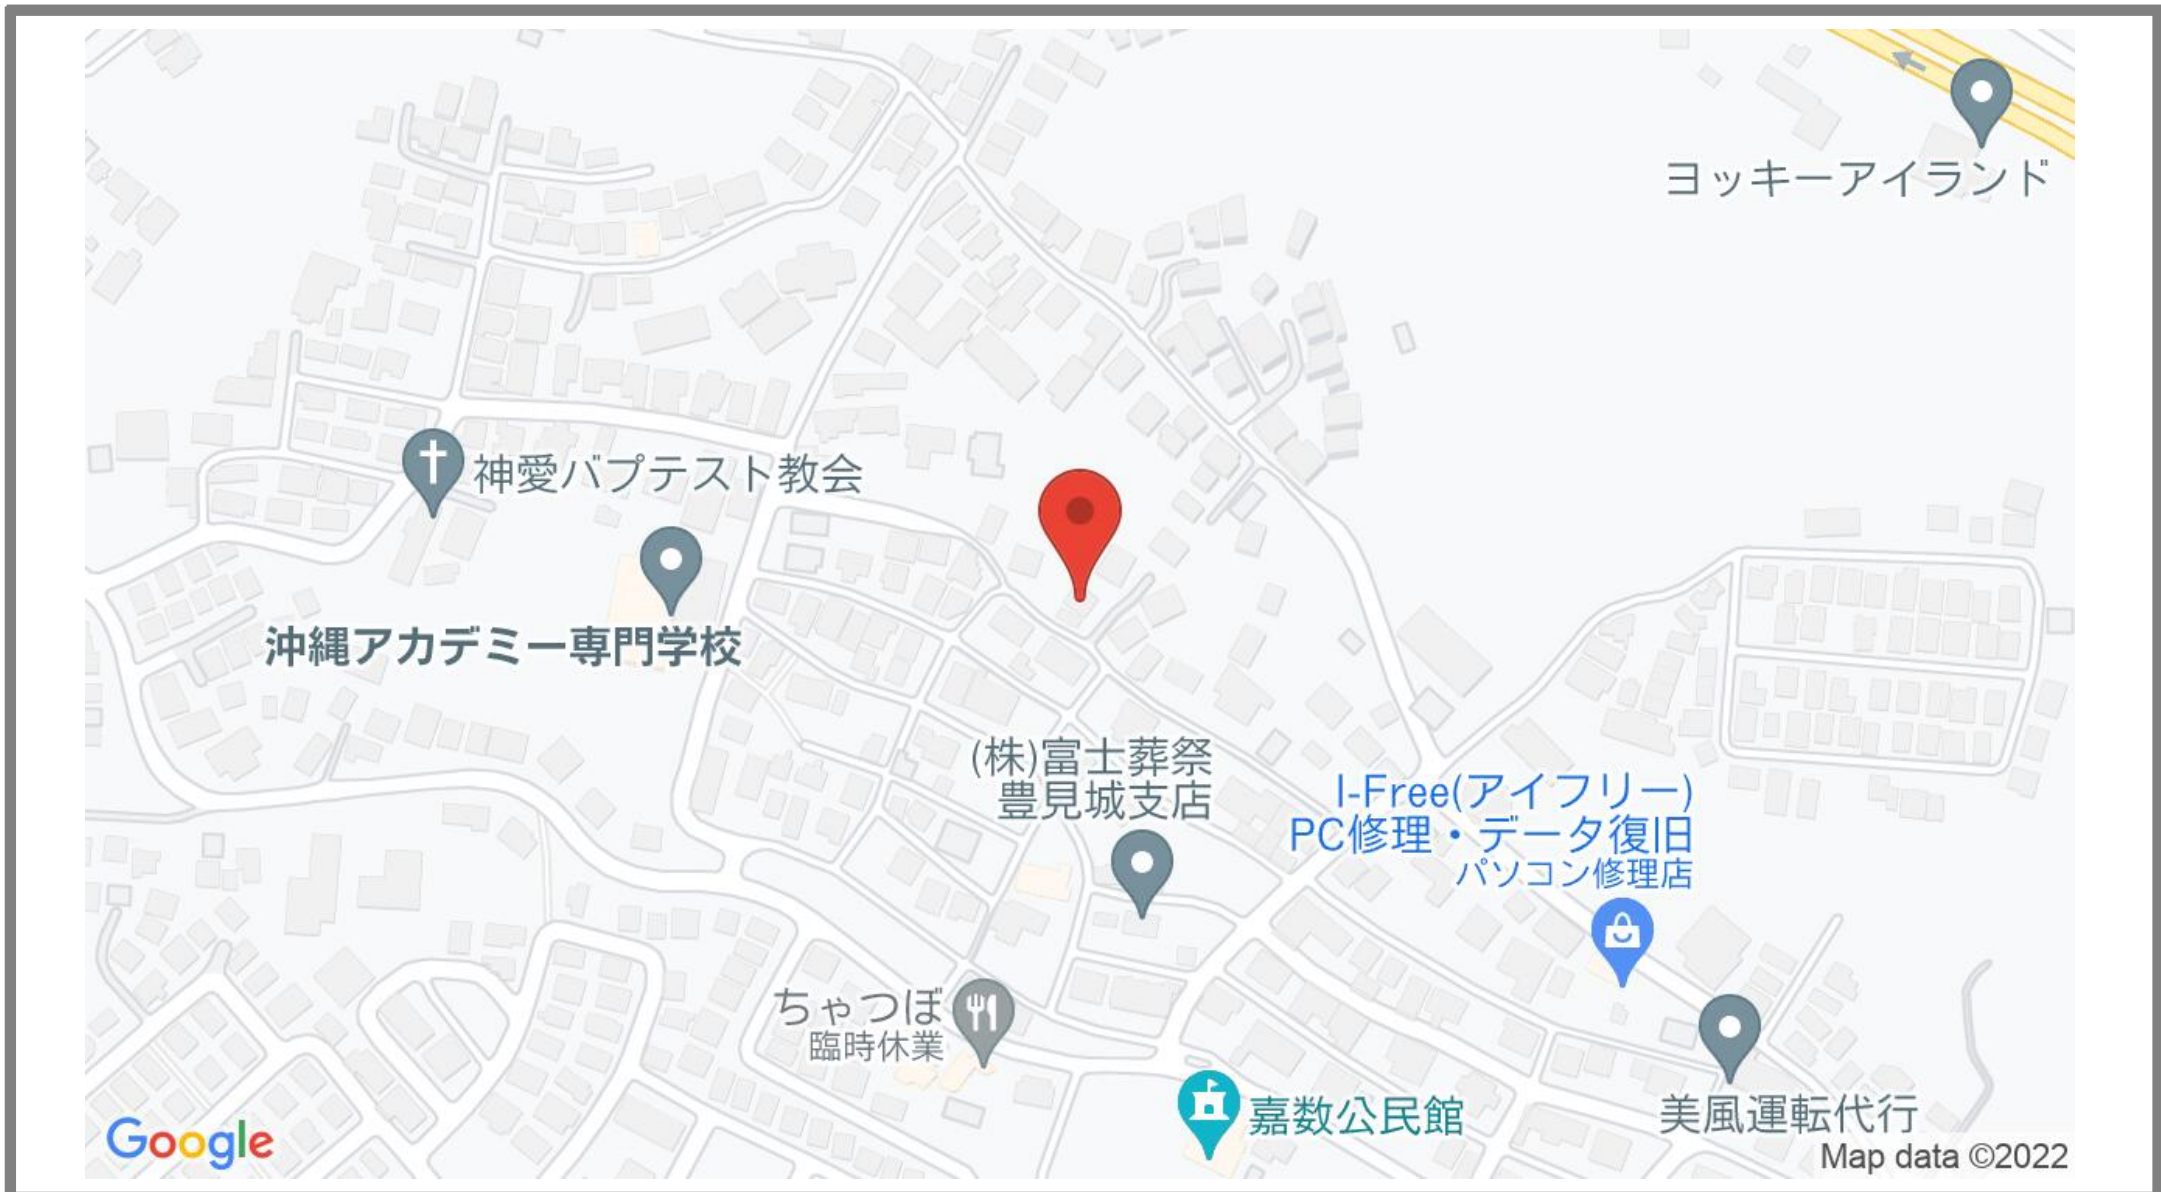 ヨッキーアイランド
神愛バプテスト教会
沖縄アカデミー専門学校
(株)富士葬祭
豊見城支店
I-Free(アイフリー)
PC修理・データ復旧
パソコン修理店
ちゃつぼ
臨時休業
嘉数公民館
美風運転代行
Google
Map data ©2022